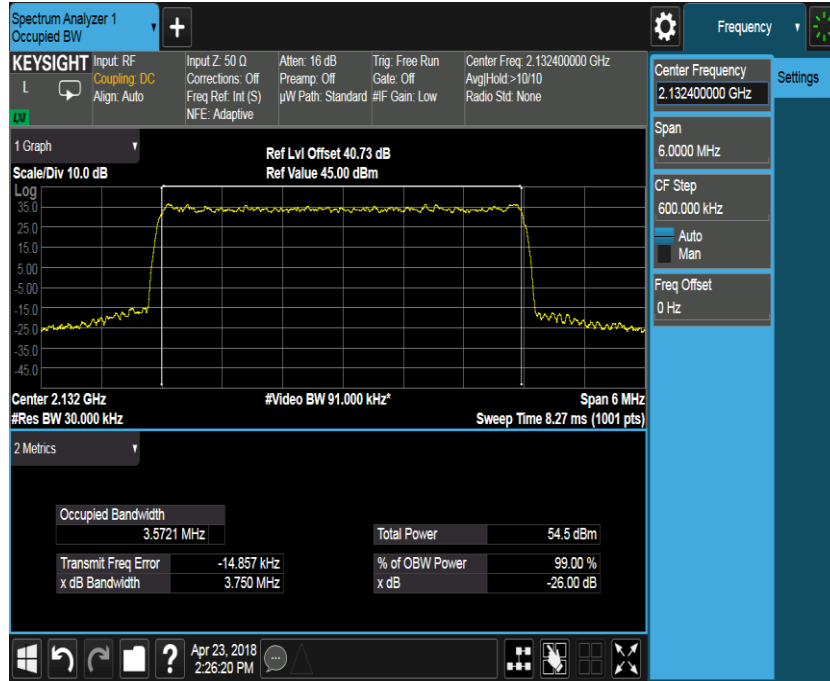 Spectrum Analyzer 1
Occupied BW
+
Frequency
KEYSIGHT
L
LXI
Input: RF
Coupling: DC
Align: Auto
Input Z: 50 Ω
Corrections: Off
Freq Ref: Int (S)
NFE: Adaptive
Atten: 16 dB
Preamp: Off
µW Path: Standard
Trig: Free Run
Gate: Off
#IF Gain: Low
Center Freq: 2.132400000 GHz
Avg|Hold:>10/10
Radio Std: None
Center Frequency
2.132400000 GHz
Settings
Span
6.0000 MHz
CF Step
600.000 kHz
Auto
Man
Freq Offset
0 Hz
1 Graph
Scale/Div 10.0 dB
Ref Lvl Offset 40.73 dB
Ref Value 45.00 dBm
Log
35.0
25.0
15.0
5.00
-5.00
-15.0
-25.0
-35.0
-45.0
Center 2.132 GHz
#Video BW 91.000 kHz*
Span 6 MHz
#Res BW 30.000 kHz
Sweep Time 8.27 ms (1001 pts)
2 Metrics
Occupied Bandwidth
3.5721 MHz
Total Power 54.5 dBm
Transmit Freq Error -14.857 kHz
% of OBW Power 99.00 %
x dB Bandwidth 3.750 MHz
x dB -26.00 dB
?
Apr 23, 2018
2:26:20 PM